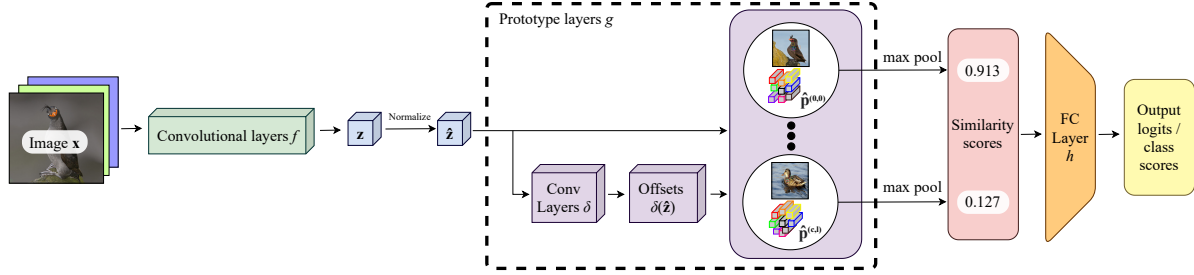 Prototype layers g
Image x
Convolutional layers f
z
Normalize
ẑ
Conv
Layers δ
Offsets
δ(ẑ)
p̂(0,0)
p̂(c,l)
max pool
max pool
0.913
Similarity
scores
0.127
FC
Layer
h
Output
logits /
class
scores